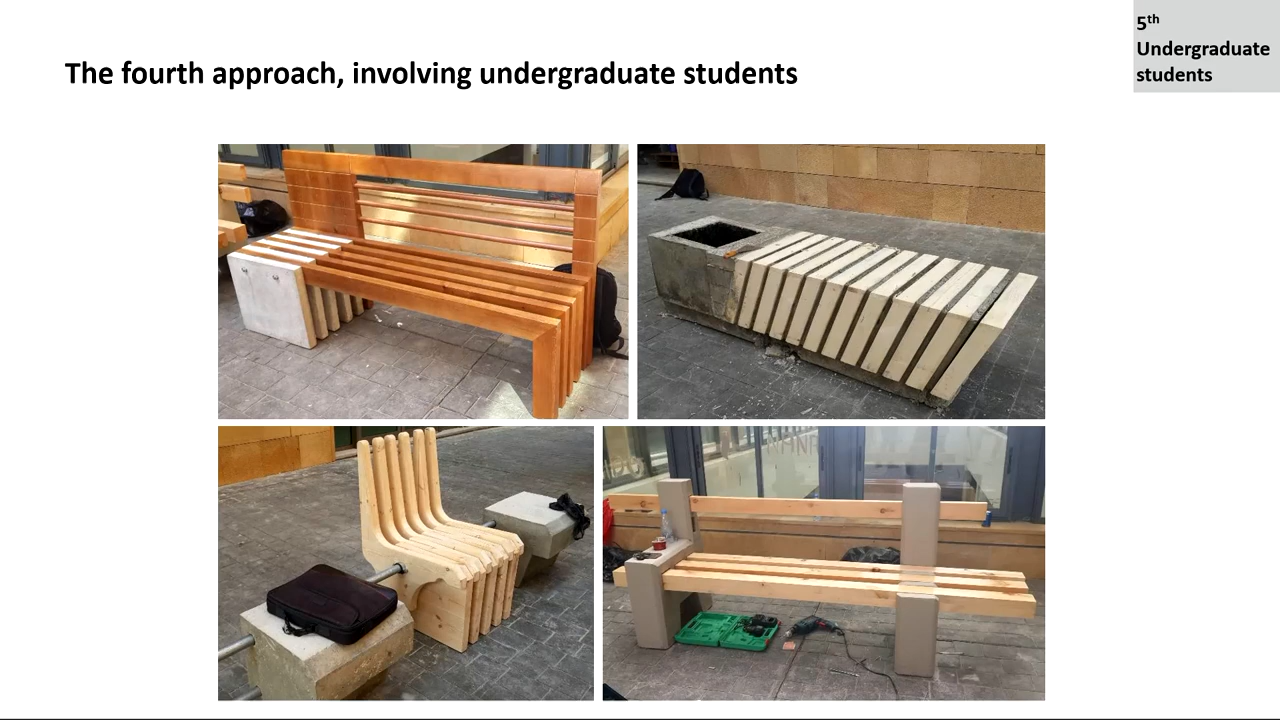 The fourth approach, involving undergraduate students
5th
Undergraduate
students